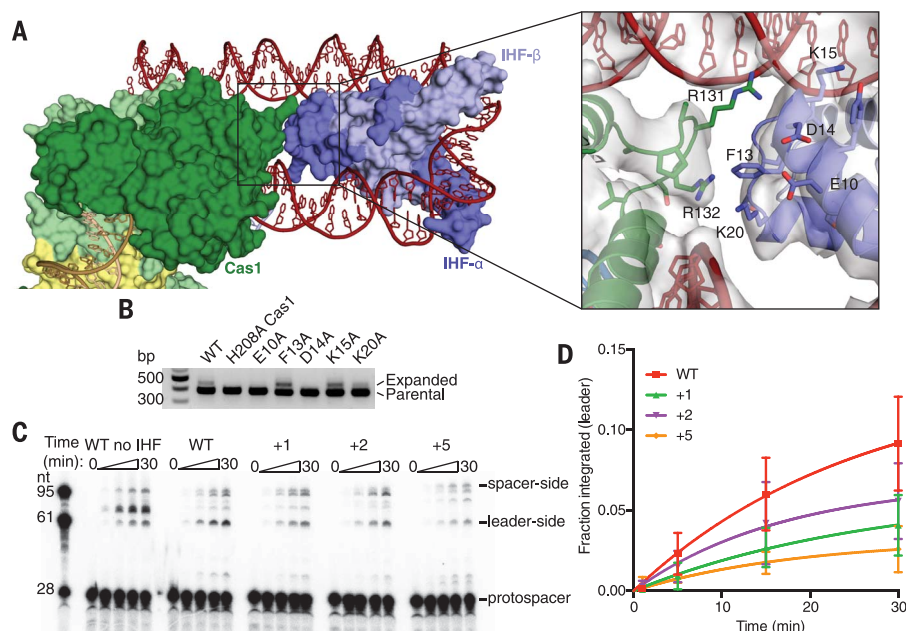 A
IHF-β
Cas1
IHF-α
K15
R131
D14
F13
E10
R132
K20
B
bp
WT
H208A Cas1
E10A
F13A
D14A
K15A
K20A
500
300
Expanded
Parental
C
Time (min):
WT no IHF
WT
+1
+2
+5
0 30 0 30 0 30 0 30 0 30
nt
95
61
28
spacer-side
leader-side
protospacer
D
Fraction integrated (leader)
0.15
0.10
0.05
0.00
WT
+1
+2
+5
0 10 20 30
Time (min)